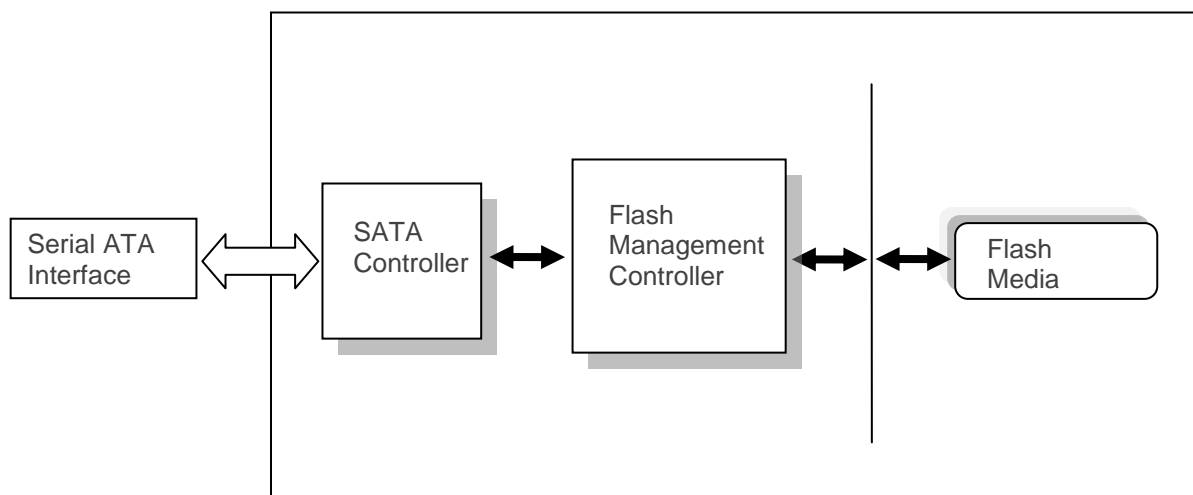 Serial ATA
Interface
SATA
Controller
Flash
Management
Controller
Flash
Media